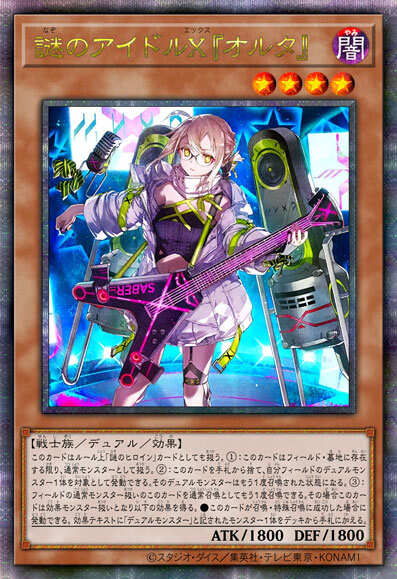 なぞ エックス
謎のアイドルX『オルタ』
やみ
闇
SABER
【戦士族／デュアル／効果】
このカードはルール上「謎のヒロイン」カードとしても扱う。①：このカードはフィールド・墓地に存在
する限り、通常モンスターとして扱う。②：このカードを手札から捨て、自分フィールドのデュアルモン
スター1体を対象として発動できる。そのデュアルモンスターはもう1度召喚された状態になる。③：
フィールドの通常モンスター扱いのこのカードを通常召喚としてもう1度召喚できる。その場合このカー
ドは効果モンスター扱いとなり以下の効果を得る。●このカードが召喚・特殊召喚に成功した場合に
発動できる。効果テキストに「デュアルモンスター」と記されたモンスター1体をデッキから手札に加える。
ATK/1800 DEF/1800
©スタジオ・ダイス／集英社・テレビ東京・KONAMI